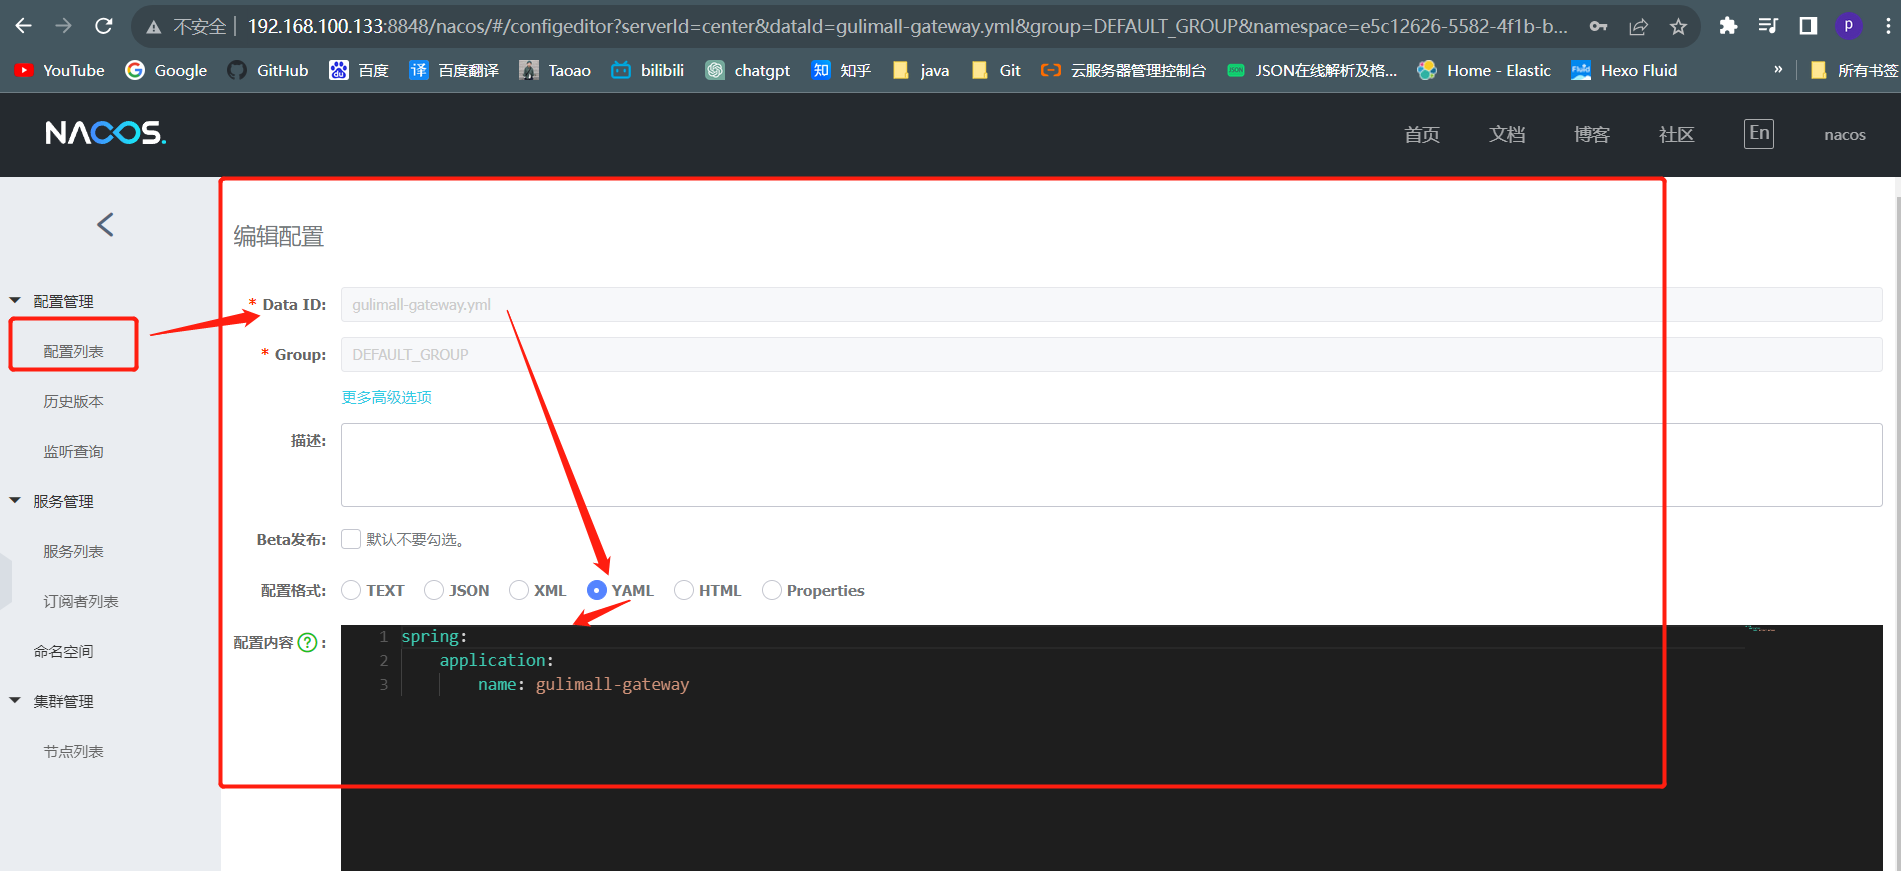 不安全 192.168.100.133:8848/nacos/#/configeditor?serverId=center&dataId=gulimall-gateway.yml&group=DEFAULT_GROUP&namespace=e5c12626-5582-4f1b-b... p
YouTube Google GitHub 百度 译 百度翻译 Taoao bilibili chatgpt 知 知乎 java Git 云服务器管理控制台 JSON JSON在线解析及格... Home - Elastic Fluid Hexo Fluid » 所有书签
NACOS. 首页 文档 博客 社区 En nacos
编辑配置
配置管理
* Data ID: gulimall-gateway.yml
配置列表
* Group: DEFAULT_GROUP
更多高级选项
历史版本
描述:
监听查询
服务管理
Beta发布: 默认不要勾选。
服务列表
配置格式: TEXT JSON XML YAML HTML Properties
订阅者列表
配置内容 ? :
1 spring:
2 application:
3 name: gulimall-gateway
命名空间
集群管理
节点列表